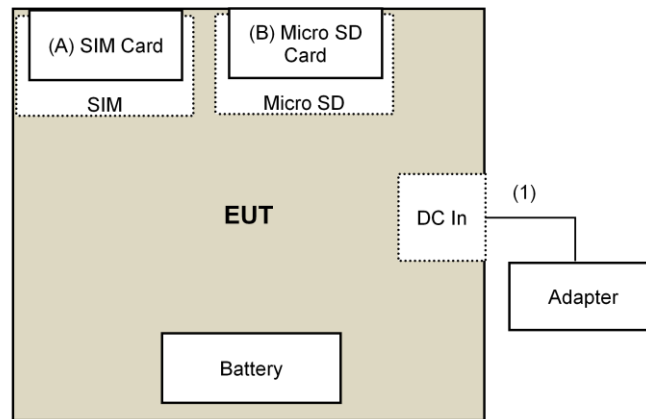 (A) SIM Card
SIM
(B) Micro SD
Card
Micro SD
EUT
DC In
(1)
Adapter
Battery